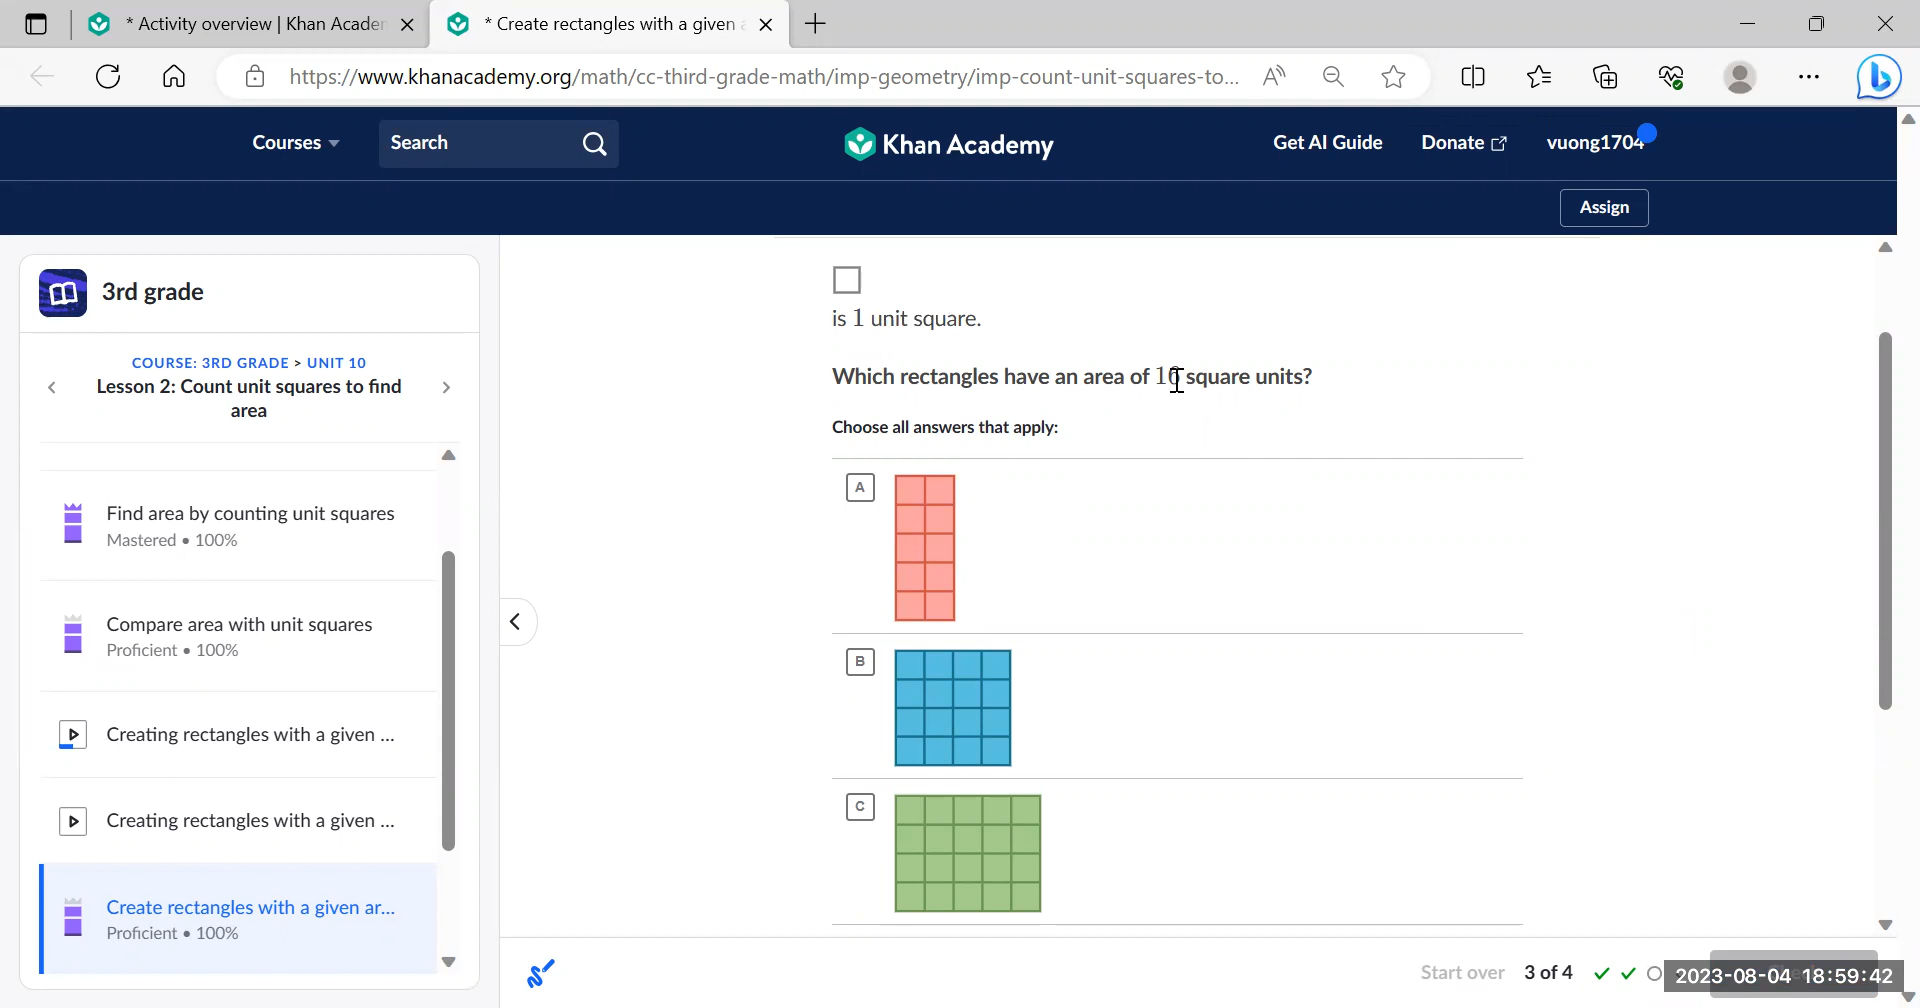 * Activity overview | Khan Academ
* Create rectangles with a given a
https://www.khanacademy.org/math/cc-third-grade-math/imp-geometry/imp-count-unit-squares-to...
Courses
Search
Khan Academy
Get AI Guide
Donate
vuong1704
Assign
3rd grade
COURSE: 3RD GRADE > UNIT 10
Lesson 2: Count unit squares to find
area
Find area by counting unit squares
Mastered • 100%
Compare area with unit squares
Proficient • 100%
Creating rectangles with a given ...
Creating rectangles with a given ...
Create rectangles with a given ar...
Proficient • 100%
is 1 unit square.
Which rectangles have an area of 16 square units?
Choose all answers that apply:
A
B
C
Start over
3 of 4
2023-08-04 18:59:42